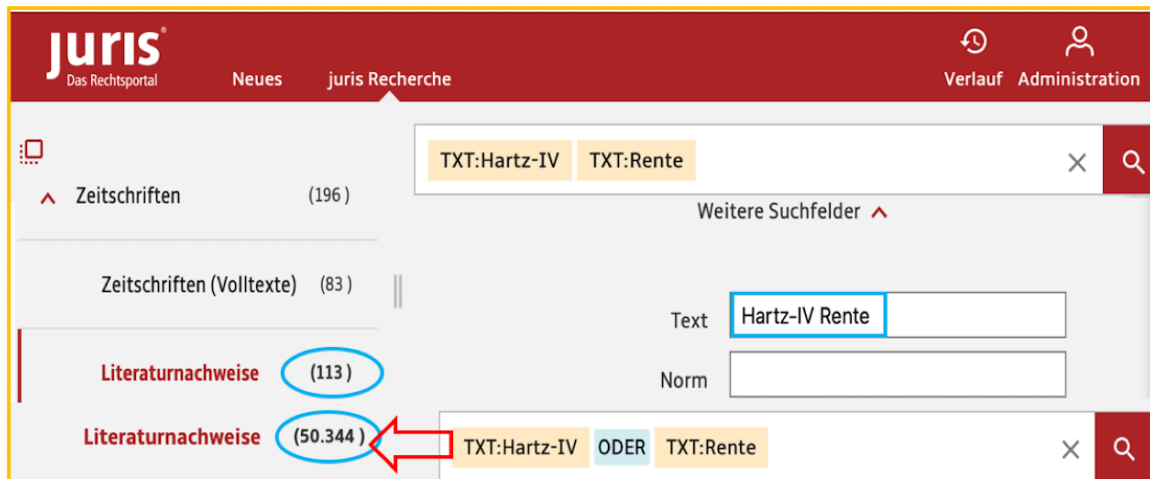 juris®
Das Rechtsportal
Neues juris Recherche
Verlauf Administration
TXT:Hartz-IV TXT:Rente
Zeitschriften (196 )
Weitere Suchfelder
Zeitschriften (Volltexte) (83 )
Text Hartz-IV Rente
Literaturnachweise (113 )
Norm
Literaturnachweise (50.344 )
TXT:Hartz-IV ODER TXT:Rente